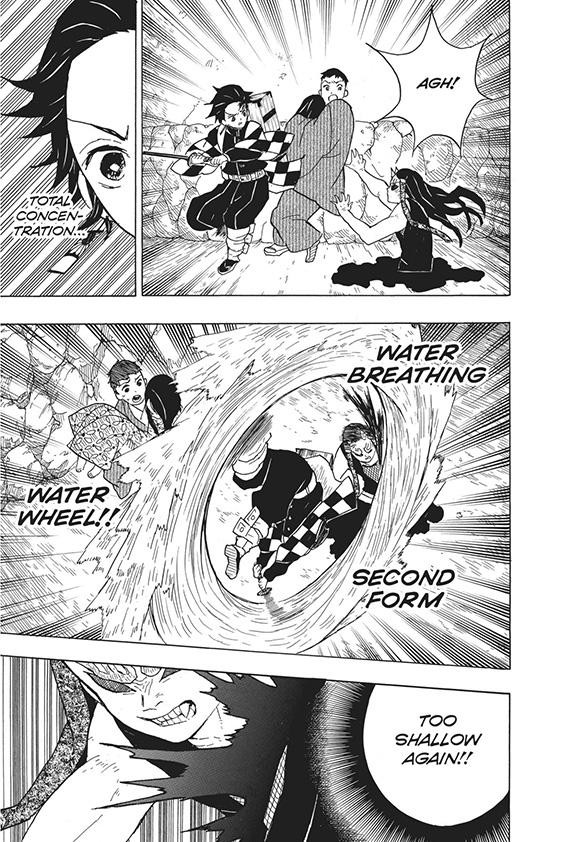 AGH!
TOTAL
CONCEN-
TRATION...
WATER
BREATHING
SECOND
FORM
WATER
WHEEL!!
TOO
SHALLOW
AGAIN!!